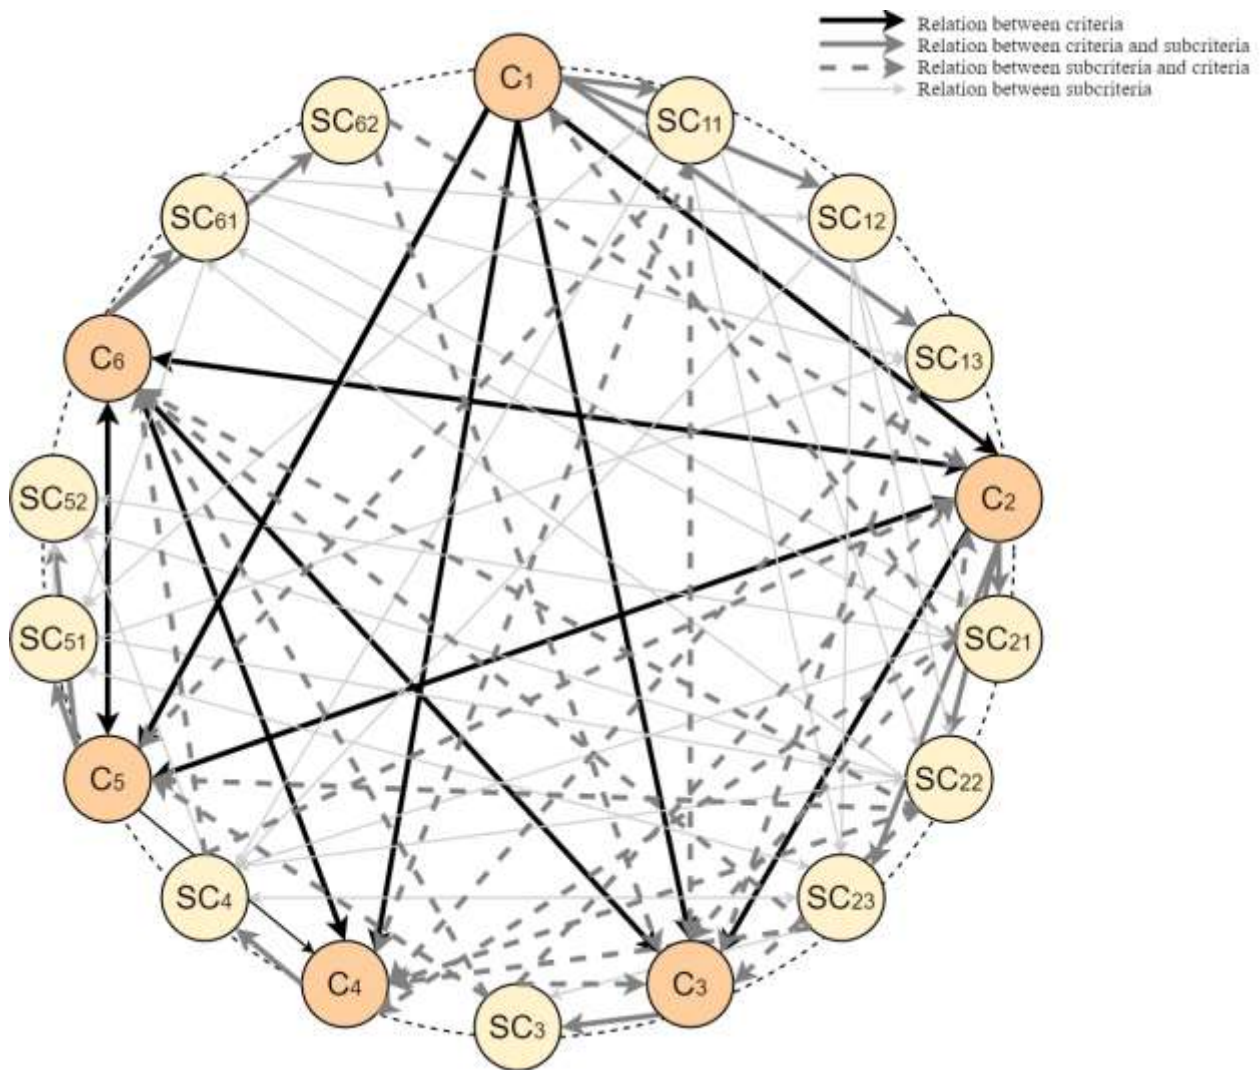 Relation between criteria
Relation between criteria and subcriteria
Relation between subcriteria and criteria
Relation between subcriteria
C1
SC62
SC11
SC61
SC12
C6
SC13
SC52
C2
SC51
SC21
C5
SC22
SC4
SC23
C4
C3
SC3